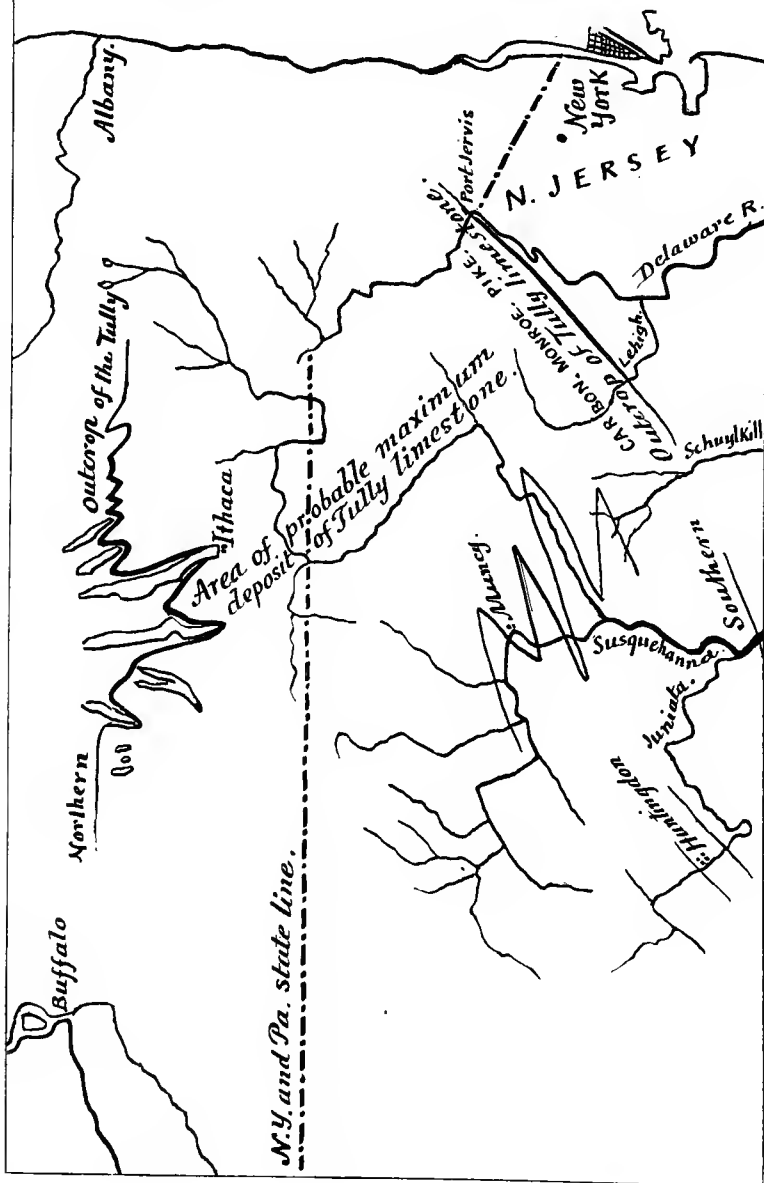 Buffalo
Northern
Outcrop of the Tully
Albany.
Ithaca
N.Y. and Pa. state line.
Area of probable maximum
deposit of Tully limestone.
Port Jervis
New
York
N. JERSEY
CARBON, MONROE, PIKE.
Outcrop of Tully limestone.
Delaware R.
Lehigh.
Schuylkill
Muncy.
Susquehanna.
Juniata.
Huntingdon
Southern